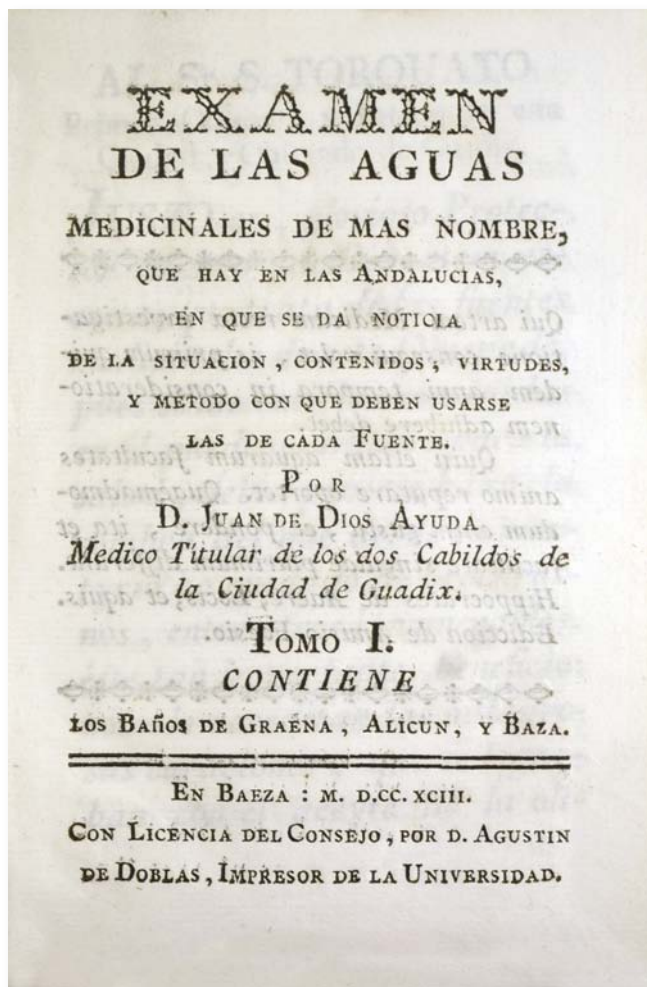 EXAMEN
DE LAS AGUAS
MEDICINALES DE MAS NOMBRE,
QUE HAY EN LAS ANDALUCIAS,
EN QUE SE DA NOTICIA
DE LA SITUACION, CONTENIDOS, VIRTUDES,
Y METODO CON QUE DEBEN USARSE
LAS DE CADA FUENTE.
POR
D. JUAN DE DIOS AYUDA
Medico Titular de los dos Cabildos de
la Ciudad de Guadix.
TOMO I.
CONTIENE
LOS BAÑOS DE GRAENA, ALICUN, Y BAZA.
EN BAEZA: M. D.CC. XCIII.
CON LICENCIA DEL CONSEJO, POR D. AGUSTIN
DE DOBLAS, IMPRESOR DE LA UNIVERSIDAD.